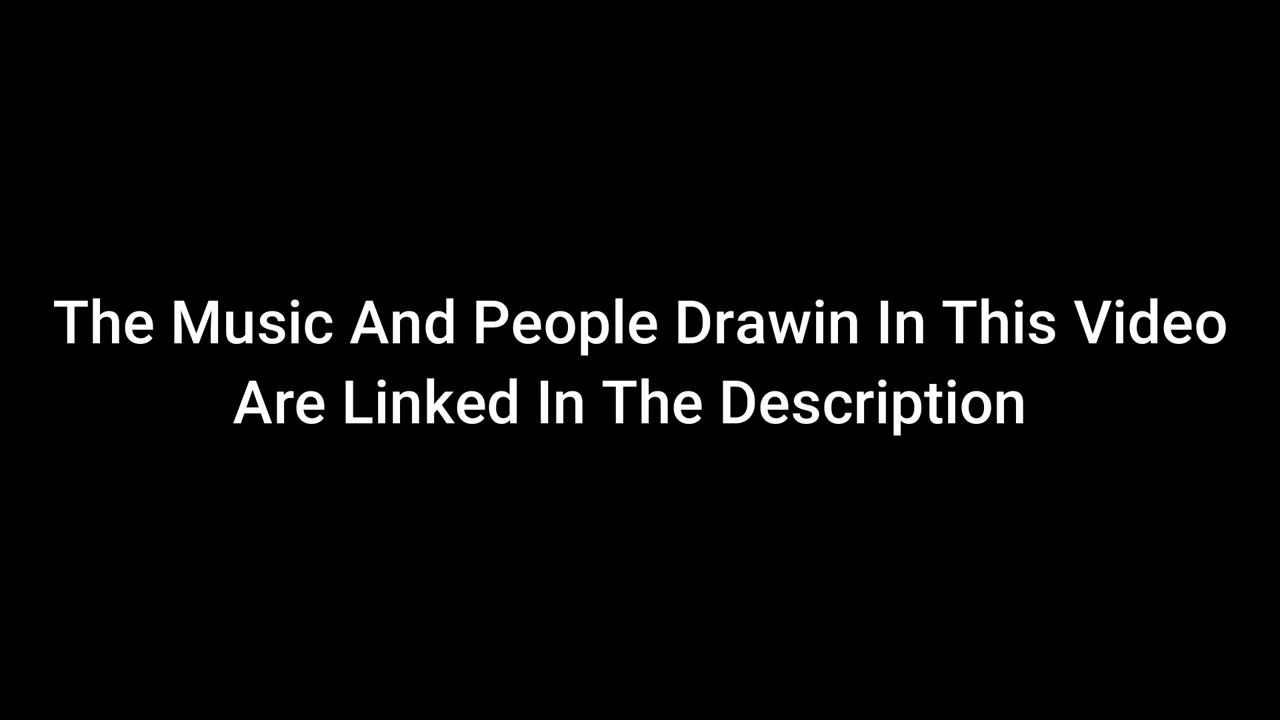 The Music And People Drawin In This Video
Are Linked In The Description